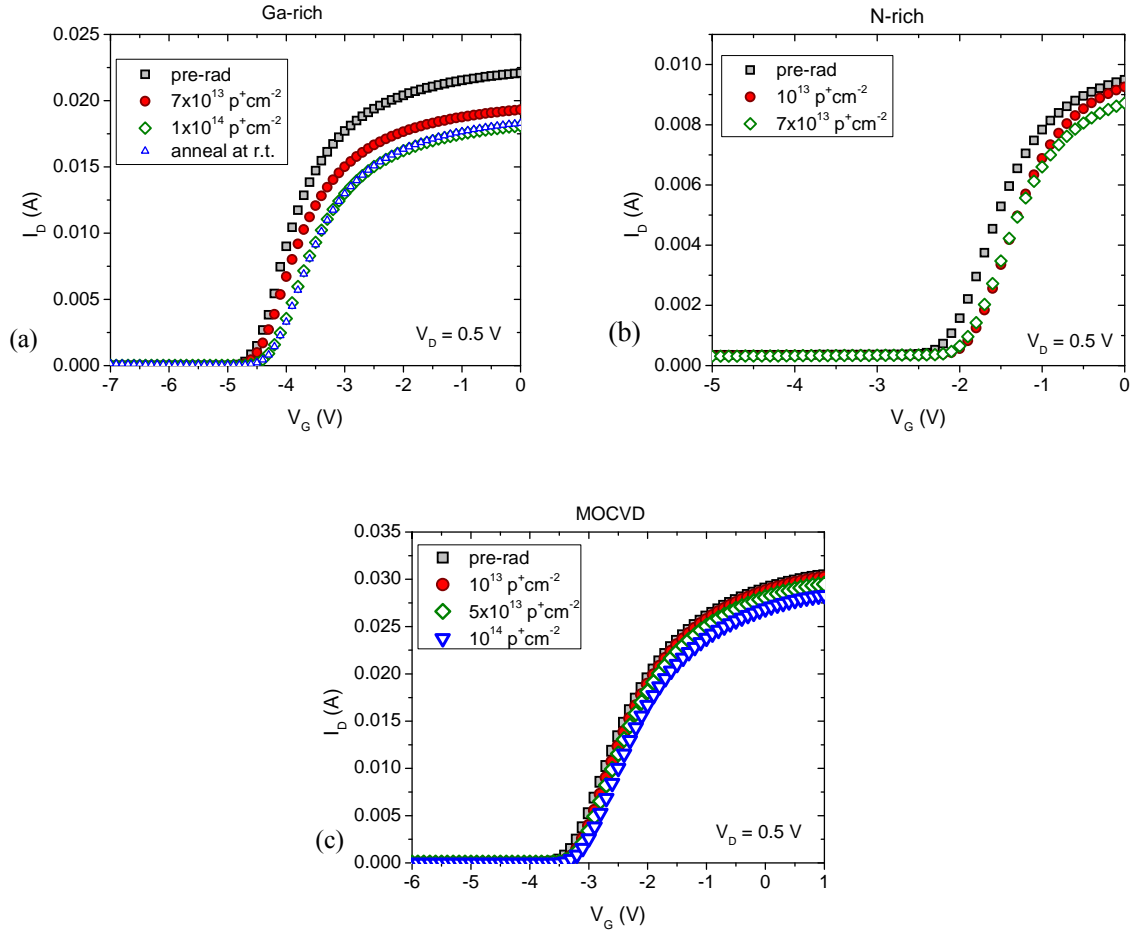 Ga-rich
0.025
0.020
0.015
0.010
0.005
0.000
I_D (A)
pre-rad
7x10^13 p^+cm^-2
1x10^14 p^+cm^-2
anneal at r.t.
(a)
V_D = 0.5 V
-7 -6 -5 -4 -3 -2 -1 0
V_G (V)
N-rich
0.010
0.008
0.006
0.004
0.002
0.000
I_D (A)
pre-rad
10^13 p^+cm^-2
7x10^13 p^+cm^-2
(b)
V_D = 0.5 V
-5 -4 -3 -2 -1 0
V_G (V)
MOCVD
0.035
0.030
0.025
0.020
0.015
0.010
0.005
0.000
I_D (A)
pre-rad
10^13 p^+cm^-2
5x10^13 p^+cm^-2
10^14 p^+cm^-2
(c)
V_D = 0.5 V
-6 -5 -4 -3 -2 -1 0 1
V_G (V)